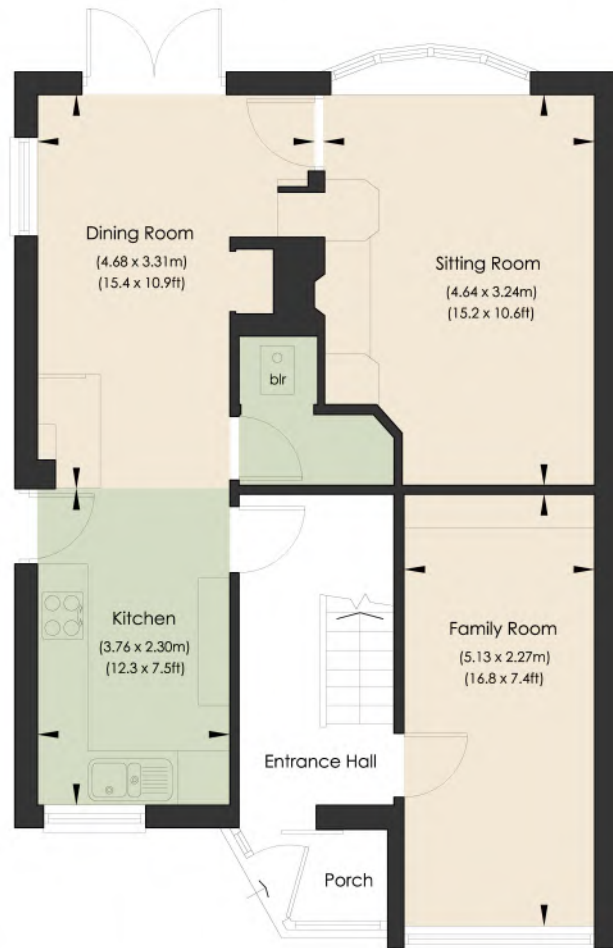 Dining Room
(4.68 x 3.31m)
(15.4 x 10.9ft)
Sitting Room
(4.64 x 3.24m)
(15.2 x 10.6ft)
blr
Kitchen
(3.76 x 2.30m)
(12.3 x 7.5ft)
Family Room
(5.13 x 2.27m)
(16.8 x 7.4ft)
Entrance Hall
Porch